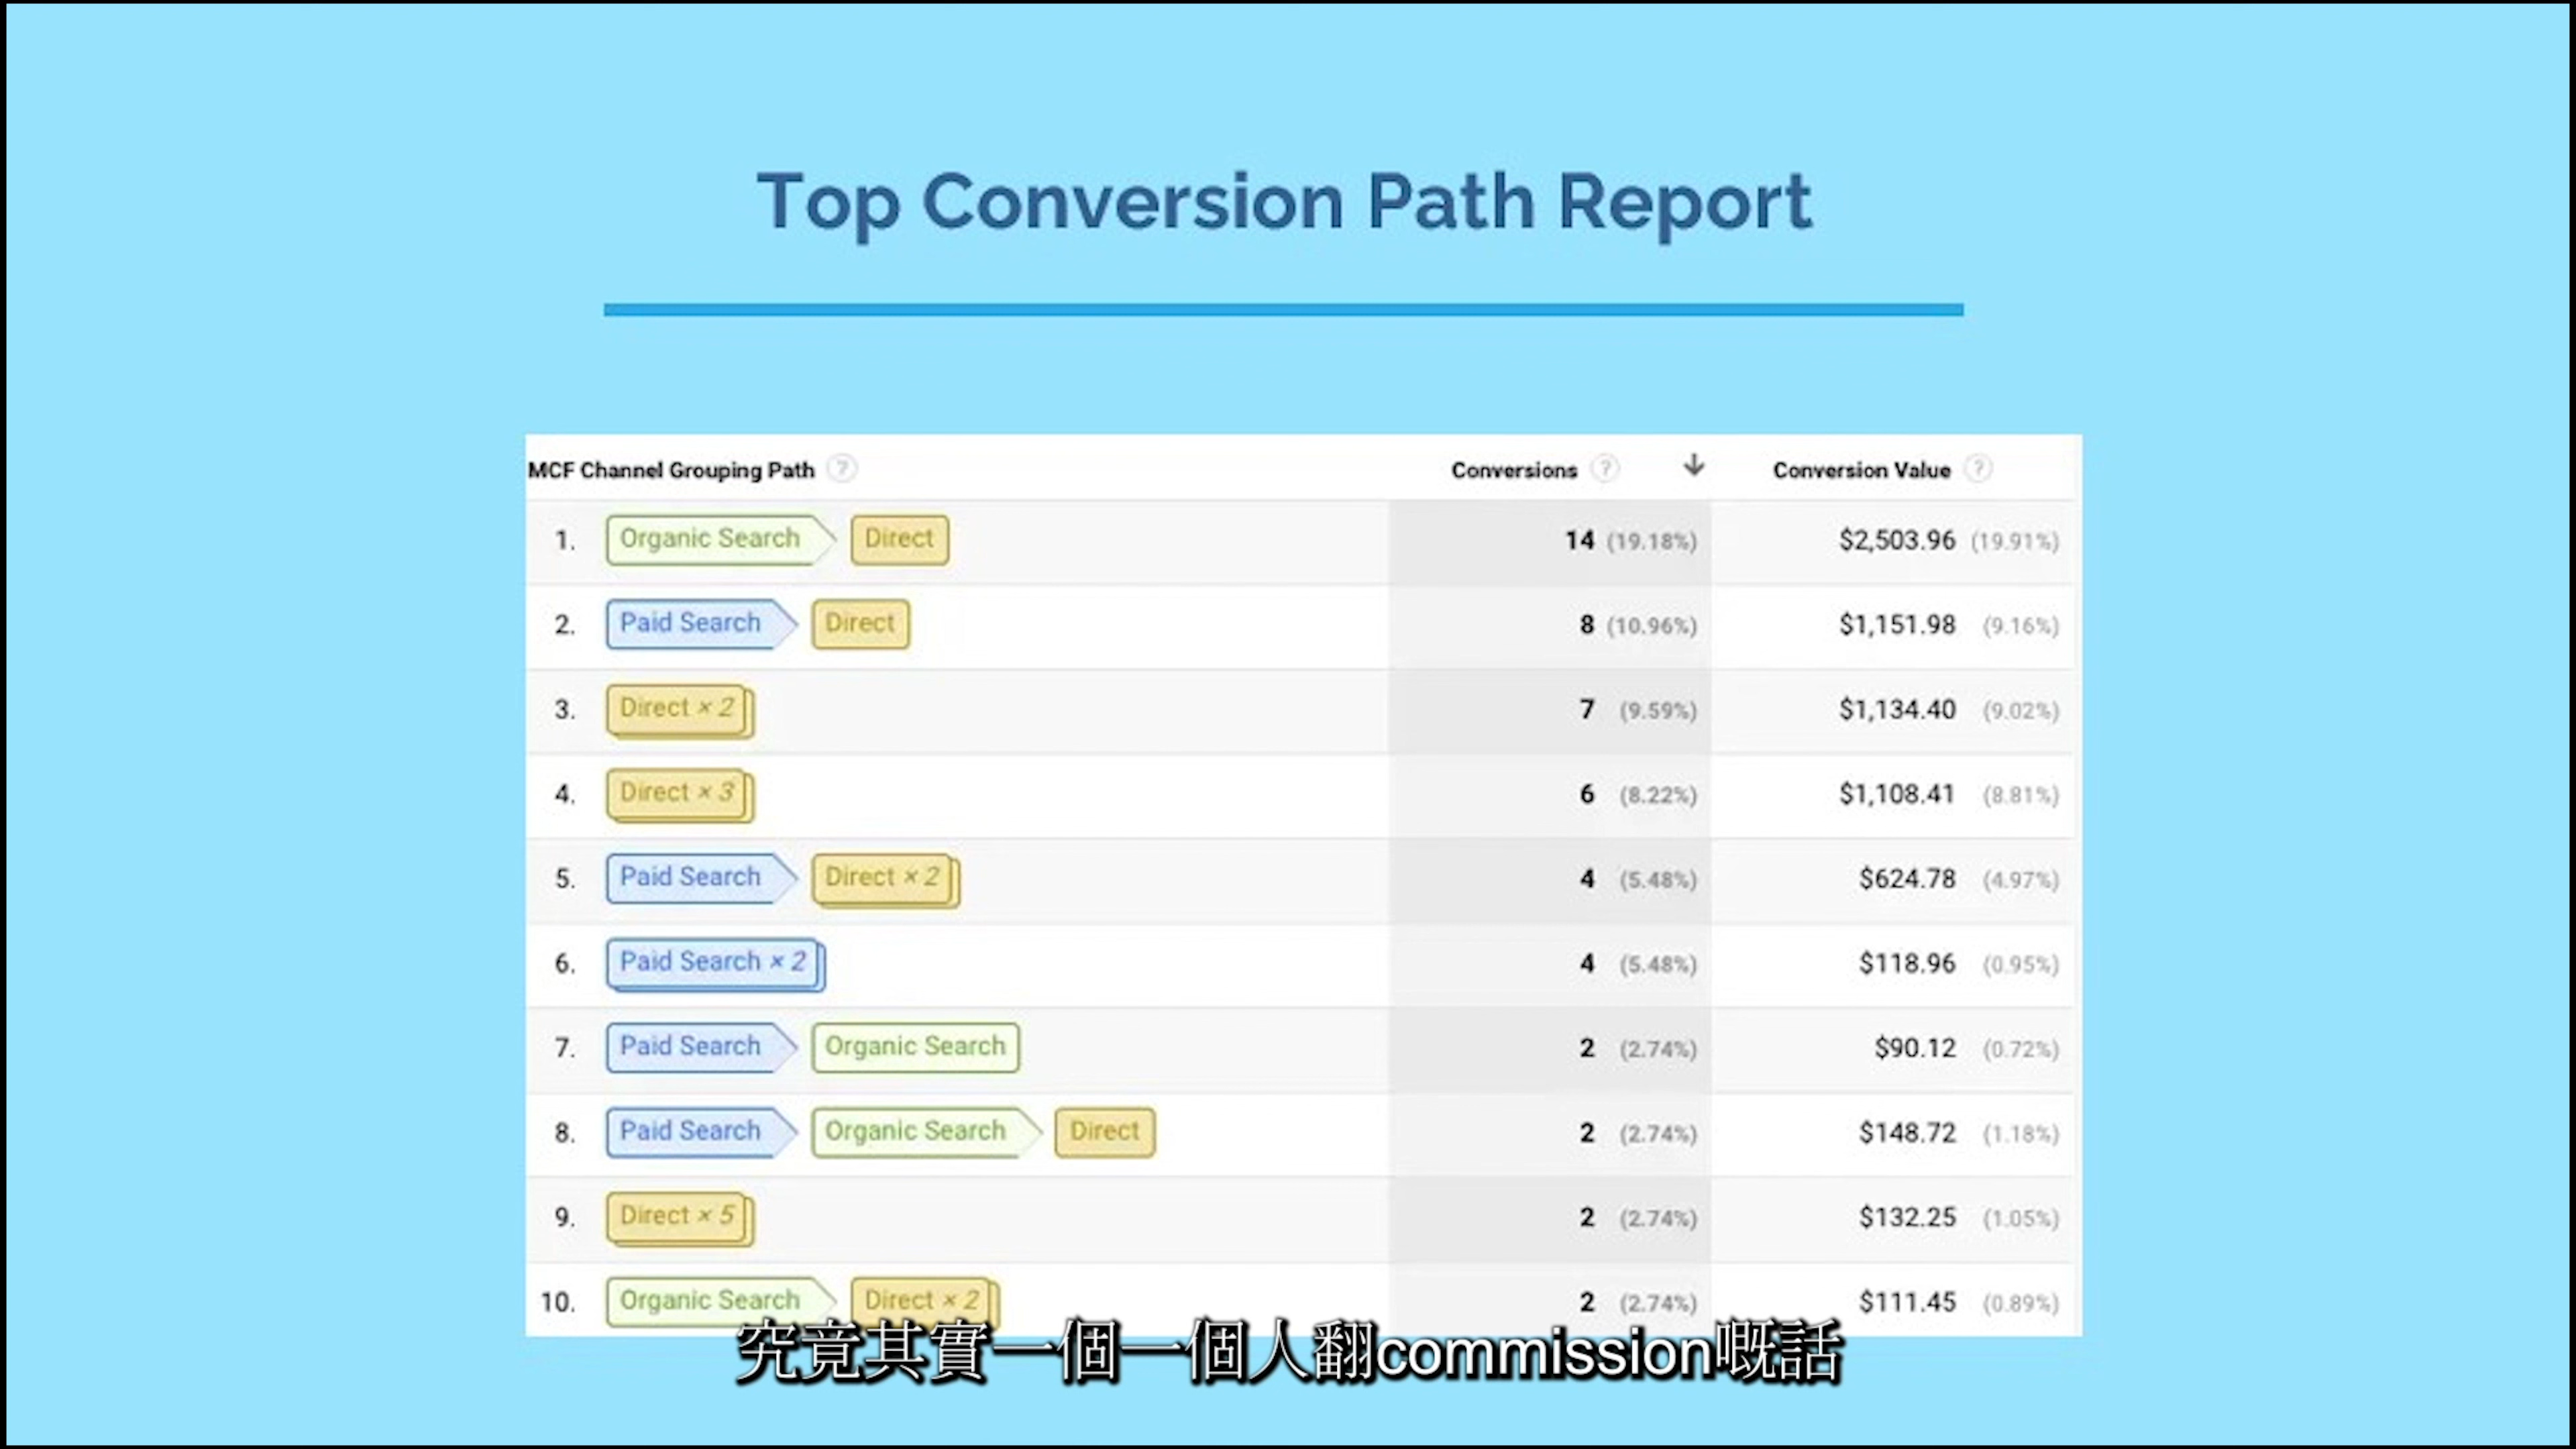 Top Conversion Path Report
MCF Channel Grouping Path ? Conversions ? ↓ Conversion Value ?
1. Organic Search Direct 14 (19.18%) $2,503.96 (19.91%)
2. Paid Search Direct 8 (10.96%) $1,151.98 (9.16%)
3. Direct × 2 7 (9.59%) $1,134.40 (9.02%)
4. Direct × 3 6 (8.22%) $1,108.41 (8.81%)
5. Paid Search Direct × 2 4 (5.48%) $624.78 (4.97%)
6. Paid Search × 2 4 (5.48%) $118.96 (0.95%)
7. Paid Search Organic Search 2 (2.74%) $90.12 (0.72%)
8. Paid Search Organic Search Direct 2 (2.74%) $148.72 (1.18%)
9. Direct × 5 2 (2.74%) $132.25 (1.05%)
10. Organic Search Direct × 2 2 (2.74%) $111.45 (0.89%)
究竟其實一個一個人翻commission嘅話